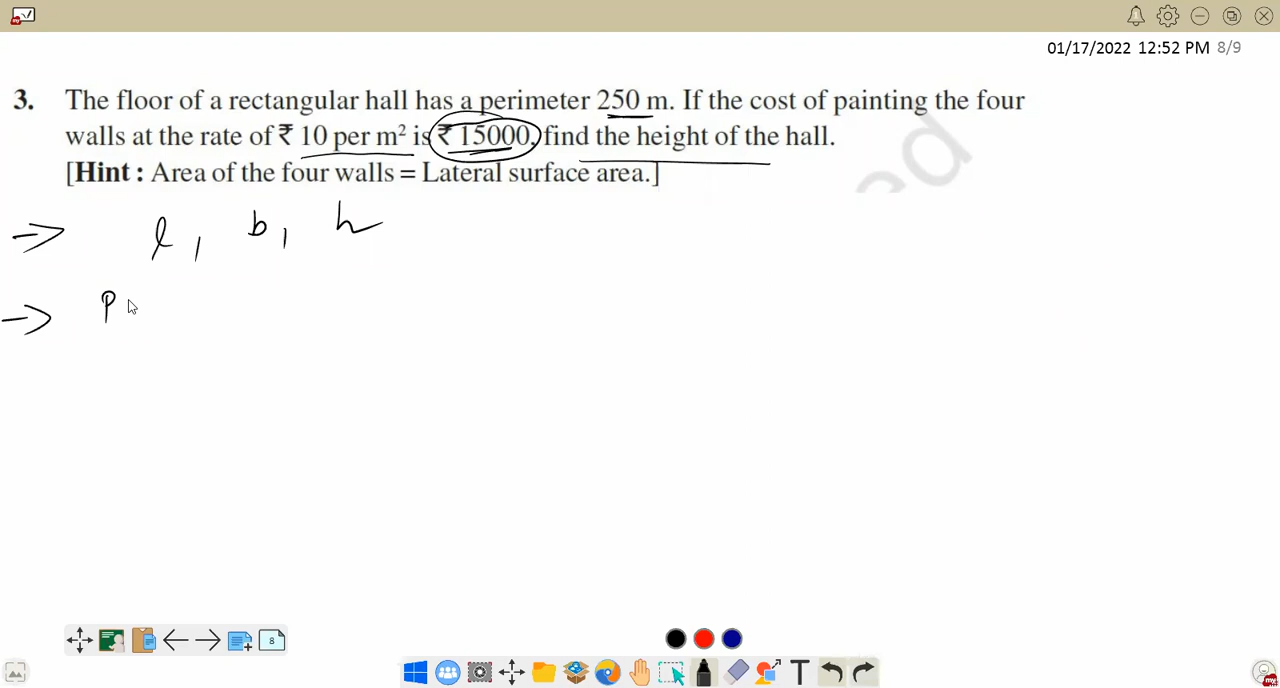 01/17/2022 12:52 PM 8/9
3. The floor of a rectangular hall has a perimeter 250 m. If the cost of painting the four
walls at the rate of ₹ 10 per m² is ₹ 15000, find the height of the hall.
[Hint : Area of the four walls = Lateral surface area.]
⇒ l, b, h
→ P
8